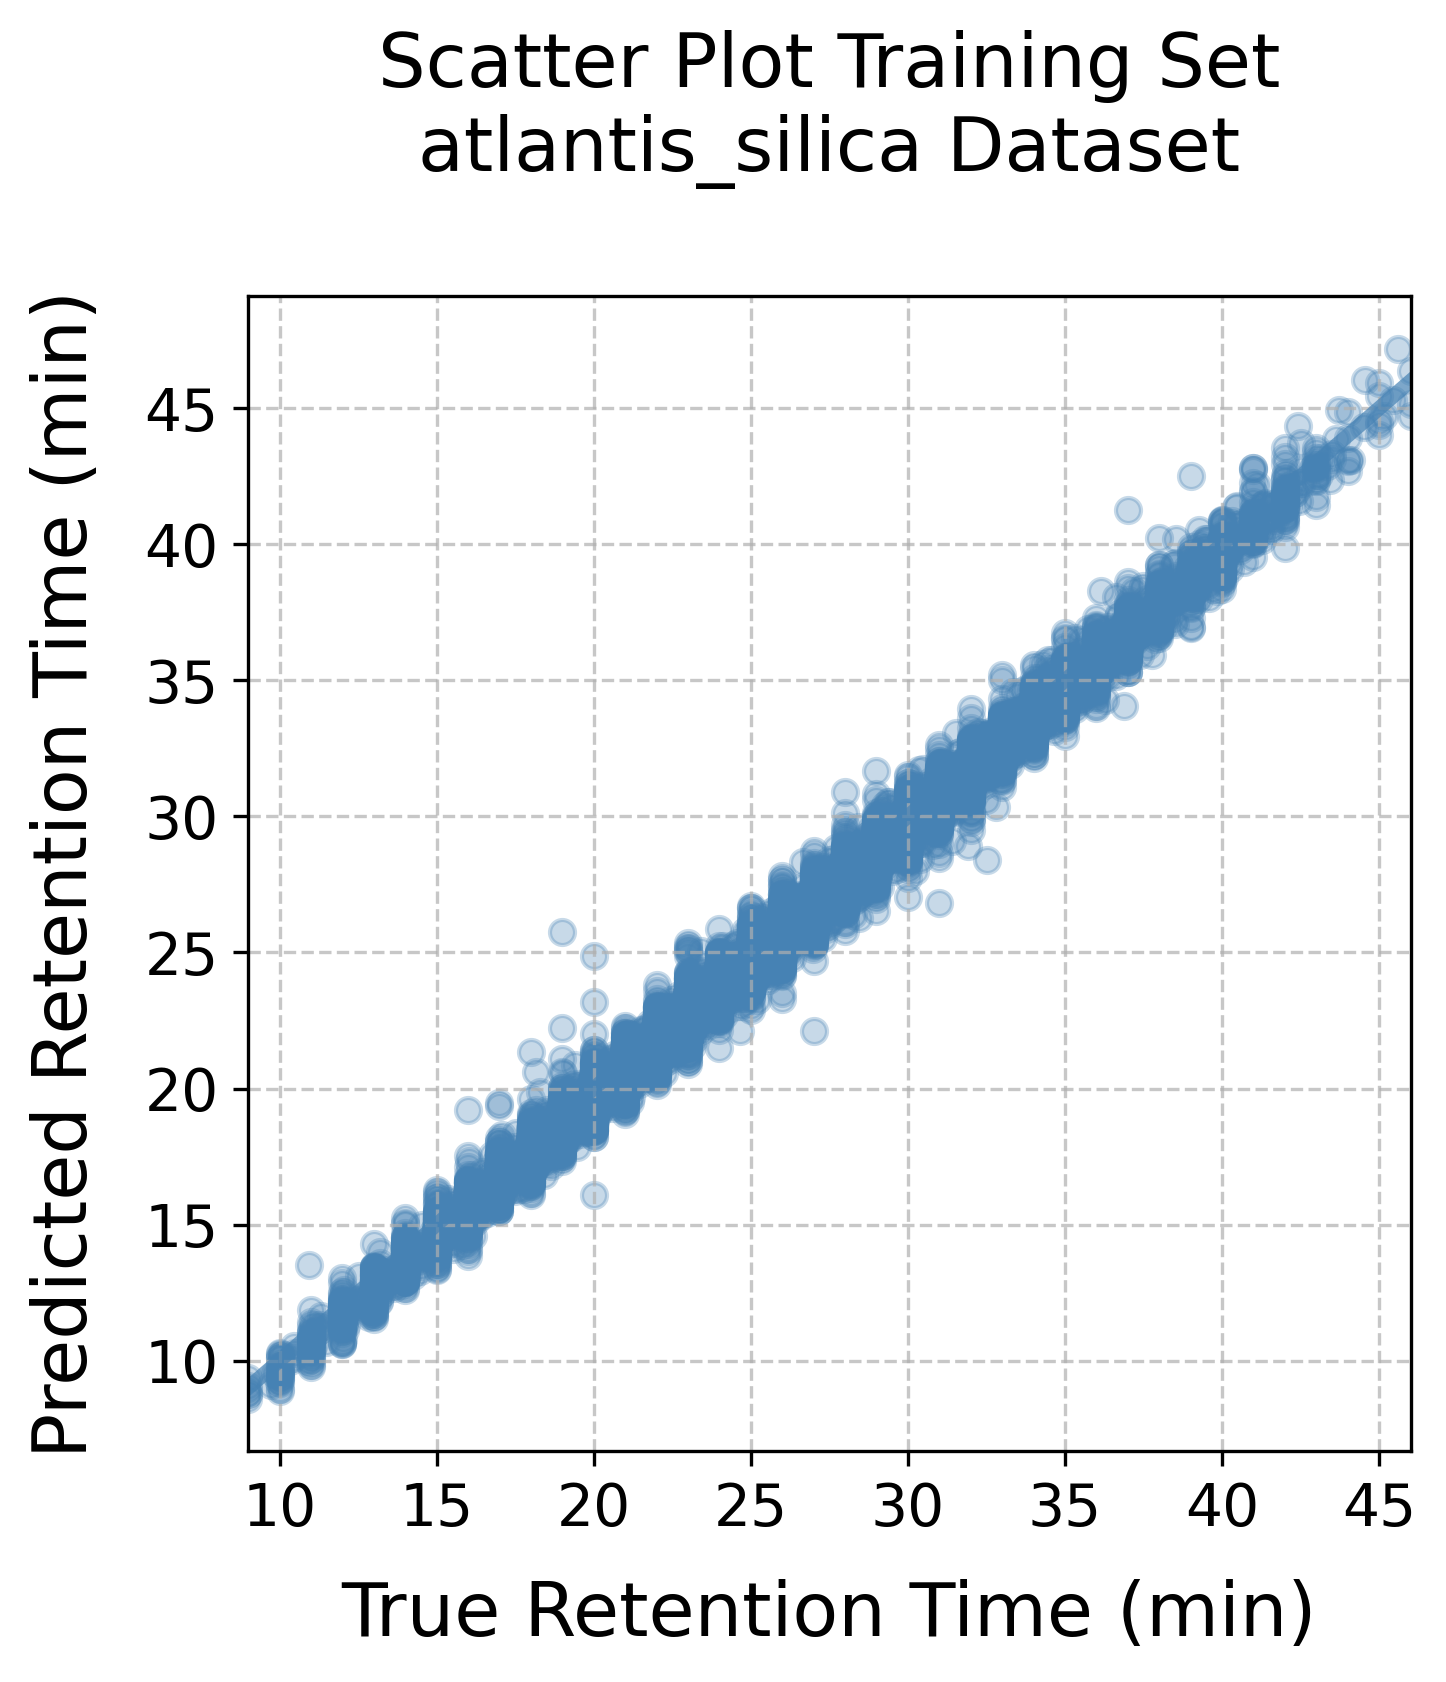 Scatter Plot Training Set
atlantis_silica Dataset
Predicted Retention Time (min)
45
40
35
30
25
20
15
10
10 15 20 25 30 35 40 45
True Retention Time (min)